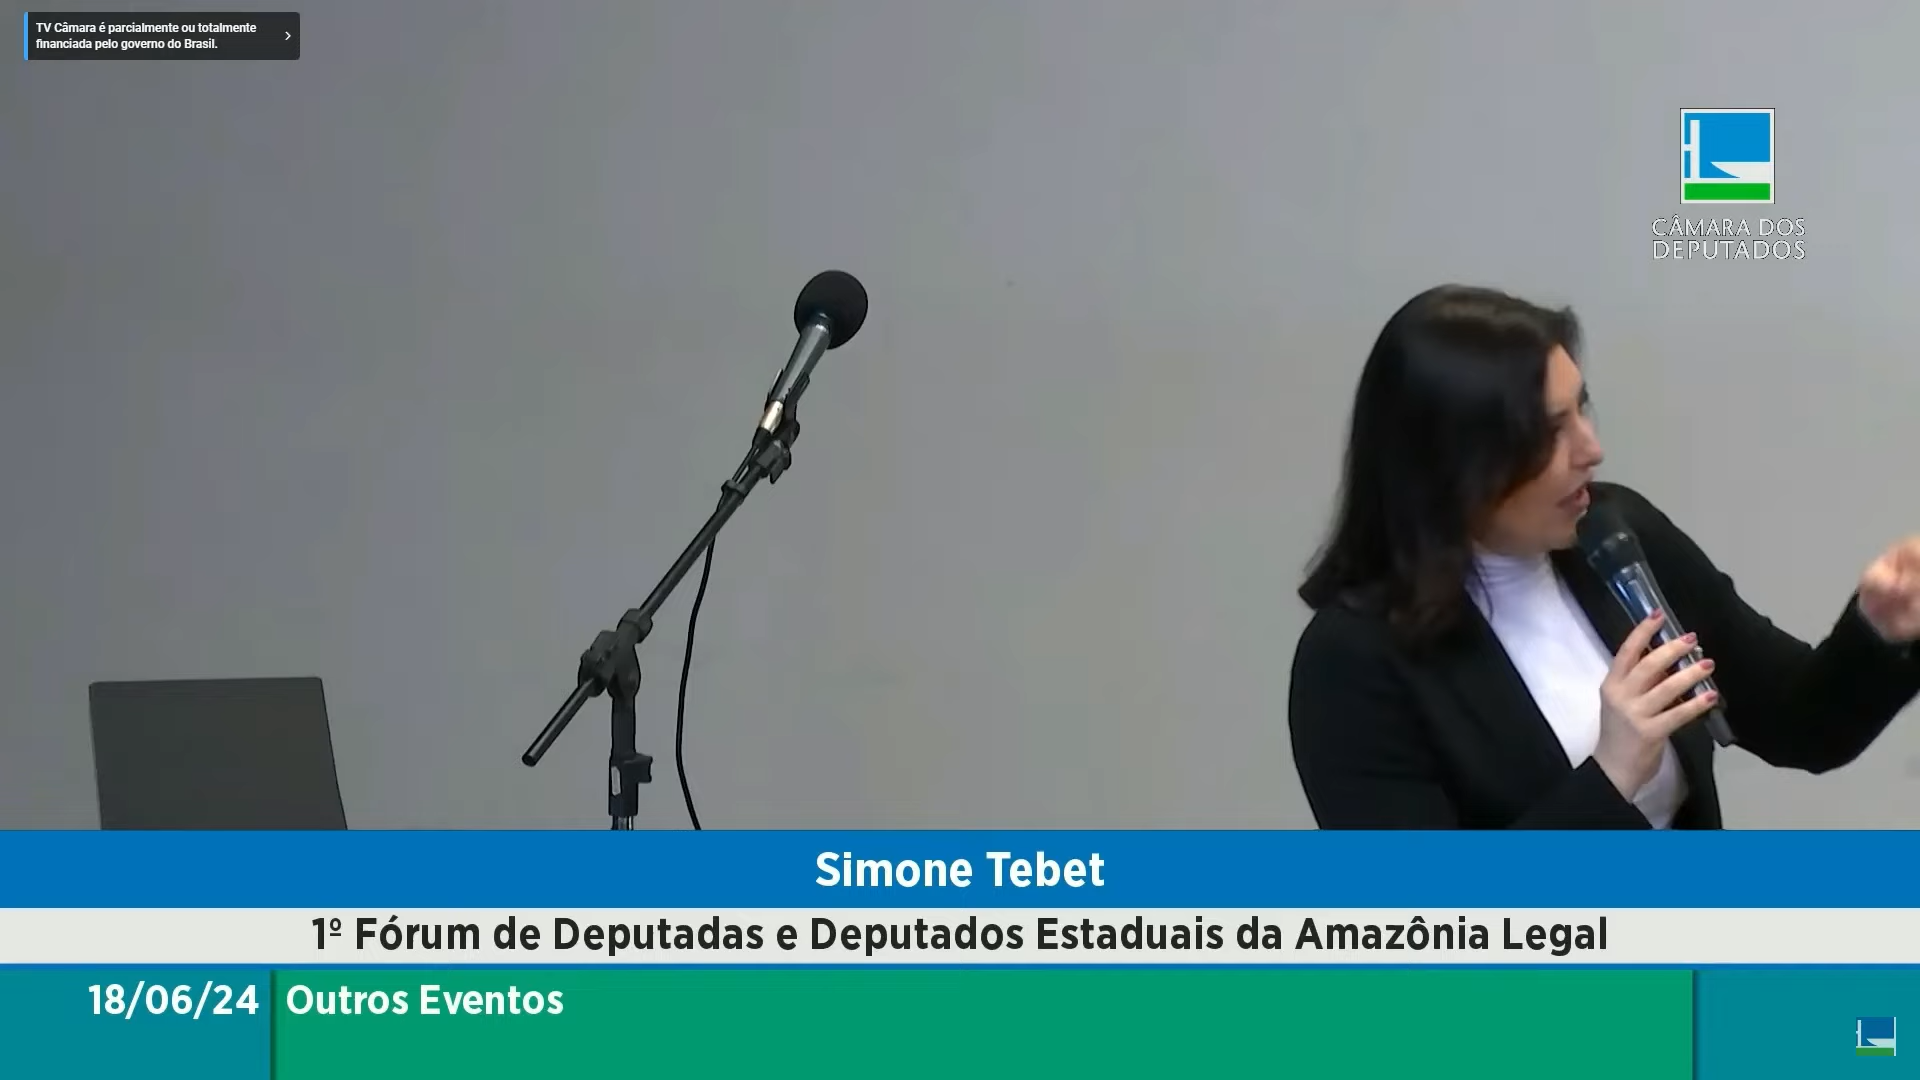 TV Câmara é parcialmente ou totalmente
financiada pelo governo do Brasil.
CÂMARA DOS
DEPUTADOS
Simone Tebet
1º Fórum de Deputadas e Deputados Estaduais da Amazônia Legal
18/06/24 Outros Eventos